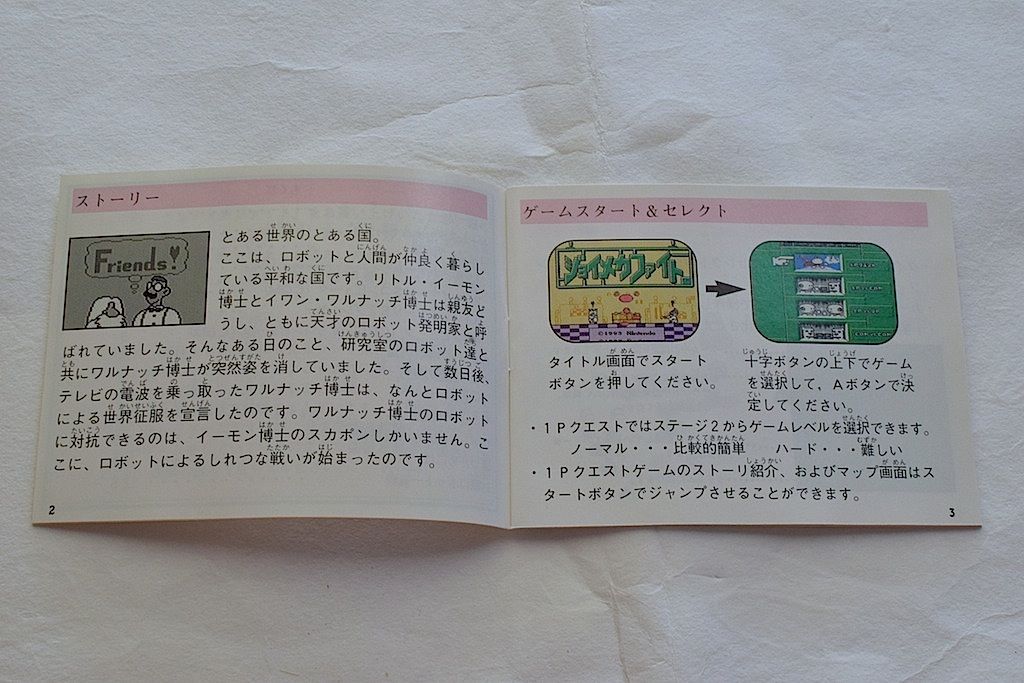 ストーリー
Friends!
とある世界のとある国。
ここは、ロボットと人間が仲良く暮らし
ている平和な国です。リトル・イーモン
博士とイワン・ワルナッチ博士は親友ど
うし、ともに天才のロボット発明家と呼
ばれていました。そんなある日のこと、研究室のロボット達と
共にワルナッチ博士が突然姿を消していました。そして数日後、
テレビの電波を乗っ取ったワルナッチ博士は、なんとロボット
による世界征服を宣言したのです。ワルナッチ博士のロボット
に対抗できるのは、イーモン博士のスカポンしかいません。こ
こに、ロボットによるしれつな戦いが始まったのです。
2
ゲームスタート&セレクト
ジョイメカファイト
©1993 Nintendo
タイトル画面でスタート
ボタンを押してください。
十字ボタンの上下でゲーム
を選択して、Aボタンで決
定してください。
・1Pクエストではステージ2からゲームレベルを選択できます。
ノーマル・・・比較的簡単 ハード・・・難しい
・1Pクエストゲームのストーリ紹介、およびマップ画面はス
タートボタンでジャンプさせることができます。
3